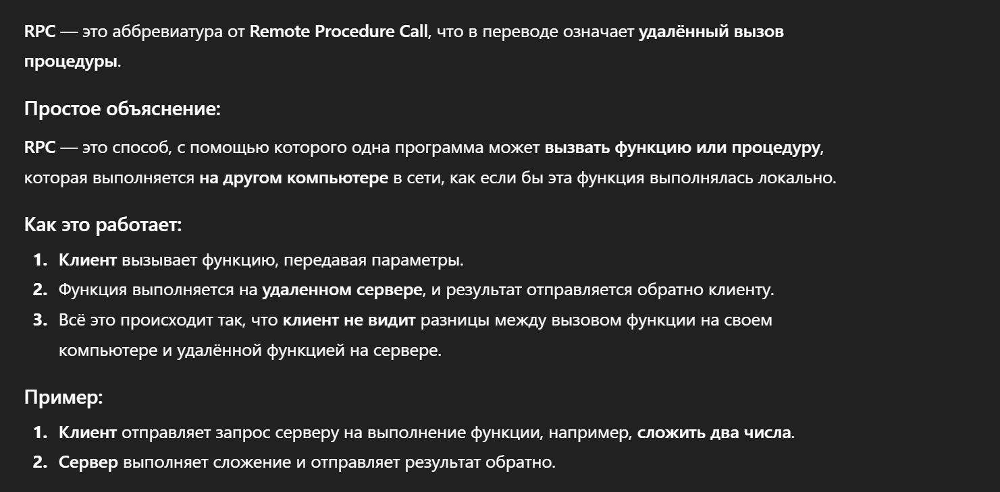 RPC — это аббревиатура от Remote Procedure Call, что в переводе означает удалённый вызов
процедуры.
Простое объяснение:
RPC — это способ, с помощью которого одна программа может вызвать функцию или процедуру,
которая выполняется на другом компьютере в сети, как если бы эта функция выполнялась локально.
Как это работает:
1. Клиент вызывает функцию, передавая параметры.
2. Функция выполняется на удаленном сервере, и результат отправляется обратно клиенту.
3. Всё это происходит так, что клиент не видит разницы между вызовом функции на своем
компьютере и удалённой функцией на сервере.
Пример:
1. Клиент отправляет запрос серверу на выполнение функции, например, сложить два числа.
2. Сервер выполняет сложение и отправляет результат обратно.